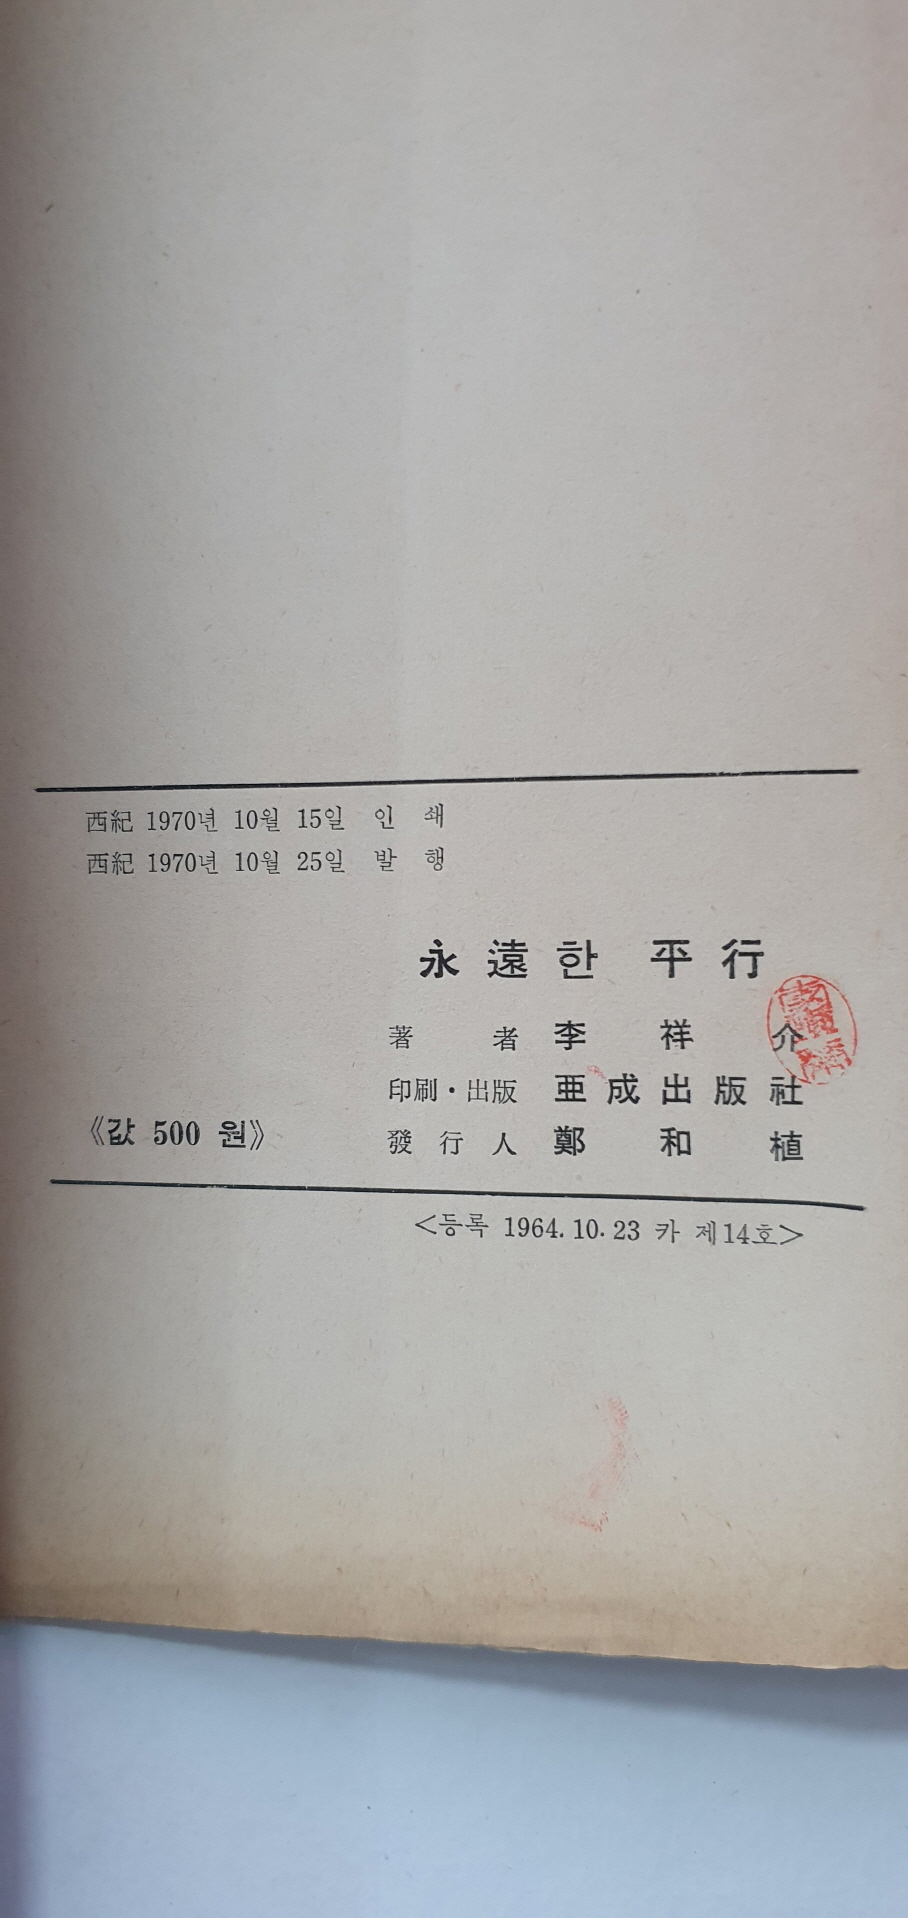 西紀 1970년 10월 15일 인 쇄
西紀 1970년 10월 25일 발 행
永遠한 平行
著 者 李 祥 介
印刷・出版 亜成出版社
《값 500 원》 發 行 人 鄭 和 植
<등록 1964.10.23 카 제14호>